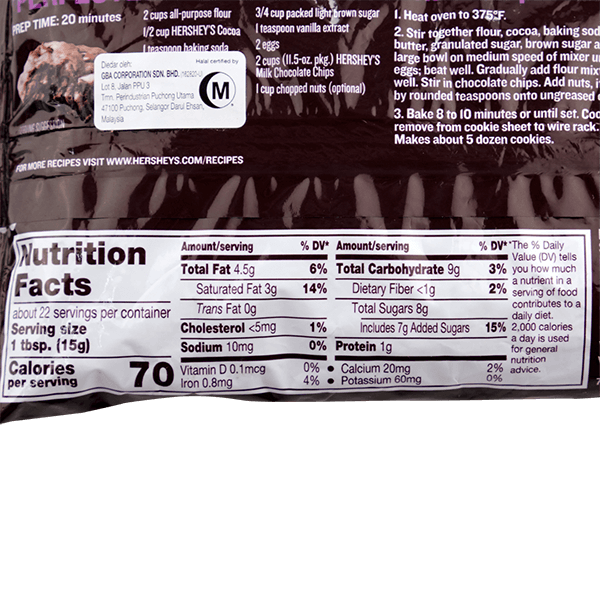 PREP TIME: 20 minutes
2 cups all-purpose flour
1/2 cup HERSHEY'S Cocoa
1 teaspoon baking soda
3/4 cup packed light brown sugar
1 teaspoon vanilla extract
2 eggs
2 cups (11.5-oz. pkg.) HERSHEY'S
Milk Chocolate Chips
1 cup chopped nuts (optional)
1. Heat oven to 375°F.
2. Stir together flour, cocoa, baking sod
butter, granulated sugar, brown sugar a
large bowl on medium speed of mixer un
eggs; beat well. Gradually add flour mix
well. Stir in chocolate chips. Add nuts, i
by rounded teaspoons onto ungreased c
3. Bake 8 to 10 minutes or until set. Coo
remove from cookie sheet to wire rack.
Makes about 5 dozen cookies.
Diedar oleh:
Halal certified by
GBA CORPORATION SDN. BHD.
Lot 8, Jalan PPU 3
Tmn. Perindustrian Puchong Utama
47100 Puchong, Selangor Darul Ehsan,
Malaysia
M
FOR MORE RECIPES VISIT WWW.HERSHEYS.COM/RECIPES
Nutrition
Facts
about 22 servings per container
Serving size
1 tbsp. (15g)
Calories 70
per serving
Amount/serving % DV*
Total Fat 4.5g 6%
Saturated Fat 3g 14%
Trans Fat 0g
Cholesterol <5mg 1%
Sodium 10mg 0%
Amount/serving % DV*
Total Carbohydrate 9g 3%
Dietary Fiber <1g 2%
Total Sugars 8g
Includes 7g Added Sugars 15%
Protein 1g
Vitamin D 0.1mcg 0% • Calcium 20mg 2%
Iron 0.8mg 4% • Potassium 60mg 0%
*The % Daily
Value (DV) tells
you how much
a nutrient in a
serving of food
contributes to a
daily diet.
2,000 calories
a day is used
for general
nutrition
advice.